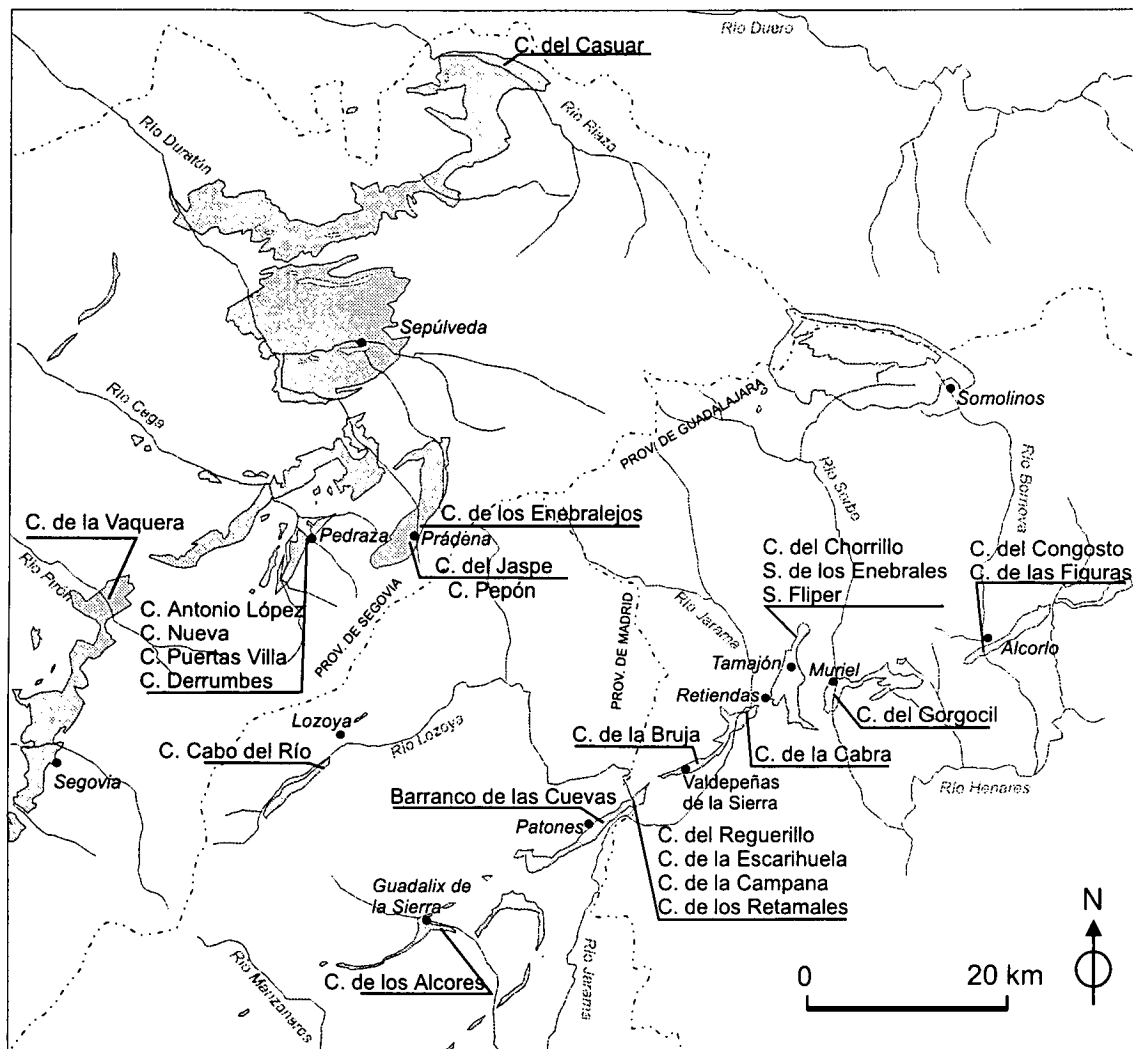 C. del Casuar
Río Duero
Río Riaza
Río Duratón
Sepúlveda
Somolinos
Río Cega
PROV. DE GUADALAJARA
Río Sorbe
Río Bornova
C. de la Vaquera
Pedraza
C. de los Enebralejos
Prádena
C. del Jaspe
C. Pepón
Río Pirón
C. Antonio López
C. Nueva
C. Puertas Villa
C. Derrumbes
PROV. DE SEGOVIA
PROV. DE MADRID
Río Jarama
C. del Chorrillo
S. de los Enebrales
S. Fliper
C. del Congosto
C. de las Figuras
Alcorlo
Tamajón
Muriel
Retiendas
C. del Gorgocil
Lozoya
C. Cabo del Río
Río Lozoya
C. de la Bruja
C. de la Cabra
Segovia
Valdepeñas
de la Sierra
Río Henares
Barranco de las Cuevas
Patones
C. del Reguerillo
C. de la Escarihuela
C. de la Campana
C. de los Retamales
Guadalix de
la Sierra
C. de los Alcores
Río Manzanares
Río Jarama
N
0 20 km